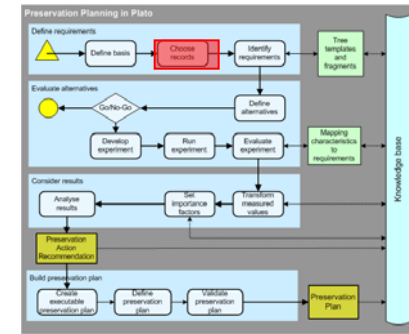 Preservation Planning in Plato
Define requirements
Define basis
Choose
records
Identify
requirements
Tree
templates
and
fragments
Evaluate alternatives
Go/No-Go
Define
alternatives
Develop
experiment
Run
experiment
Evaluate
experiment
Mapping
characteristics
to
requirements
Knowledge base
Consider results
Analyse
results
Set
importance
factors
Transform
measured
values
Preservation
Action
Recommendation
Build preservation plan
Create
executable
preservation plan
Define
preservation
plan
Validate
preservation
plan
Preservation
Plan